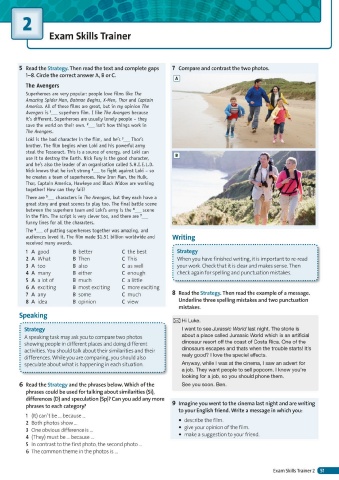 2
Exam Skills Trainer
5 Read the Strategy. Then read the text and complete gaps
1–8. Circle the correct answer A, B or C.
The Avengers
Superheroes are very popular: people love films like The
Amazing Spider Man, Batman Begins, X-Men, Thor and Captain
America. All of these films are great, but in my opinion The
Avengers is 1___ superhero film. I like The Avengers because
it's different. Superheroes are usually lonely people – they
save the world on their own. 2___ isn't how things work in
The Avengers.
Loki is the bad character in the film, and he's 3___ Thor's
brother. The film begins when Loki and his powerful army
steal the Tesseract. This is a source of energy, and Loki can
use it to destroy the Earth. Nick Fury is the good character,
and he's also the leader of an organisation called S.H.I.E.L.D.
Nick knows that he isn't strong 4___ to fight against Loki – so
he creates a team of superheroes. Now Iron Man, the Hulk,
Thor, Captain America, Hawkeye and Black Widow are working
together! How can they fail?
There are 5___ characters in The Avengers, but they each have a
great story and great scenes to play too. The final battle scene
between the superhero team and Loki's army is the 6___ scene
in the film. The script is very clever too, and there are 7___
funny lines for all the characters.
The 8___ of putting superheroes together was amazing, and
audiences loved it. The film made $1.51 billion worldwide and
received many awards.
1 A good B better C the best
2 A What B Then C This
3 A too B also C as well
4 A many B either C enough
5 A a lot of B much C a little
6 A exciting B most exciting C more exciting
7 A any B some C much
8 A idea B opinion C view
Speaking
Strategy
A speaking task may ask you to compare two photos
showing people in different places and doing different
activities. You should talk about their similarities and their
differences. While you are comparing, you should also
speculate about what is happening in each situation.
6 Read the Strategy and the phrases below. Which of the
phrases could be used for talking about similarities (Si),
differences (D) and speculation (Sp)? Can you add any more
phrases to each category?
1 (It) can't be … because …
2 Both photos show …
3 One obvious difference is …
4 (They) must be … because …
5 In contrast to the first photo, the second photo …
6 The common theme in the photos is …
7 Compare and contrast the two photos.
A
B
Writing
Strategy
When you have finished writing, it is important to re-read
your work. Check that it is clear and makes sense. Then
check again for spelling and punctuation mistakes.
8 Read the Strategy. Then read the example of a message.
Underline three spelling mistakes and two punctuation
mistakes.
Hi Luke.
I want to see Jurassic World last night. The storie is
about a place called Jurassic World which is an artificial
dinosaur resort off the coast of Costa Rica. One of the
dinosaurs escapes and thats when the trouble starts! It's
realy good? I love the special effects.
Anyway, while I was at the cinema, I saw an advert for
a job. They want people to sell popcorn. I know you're
looking for a job, so you should phone them.
See you soon. Ben.
9 Imagine you went to the cinema last night and are writing
to your English friend. Write a message in which you:
• describe the film.
• give your opinion of the film.
• make a suggestion to your friend.
Exam Skills Trainer 2